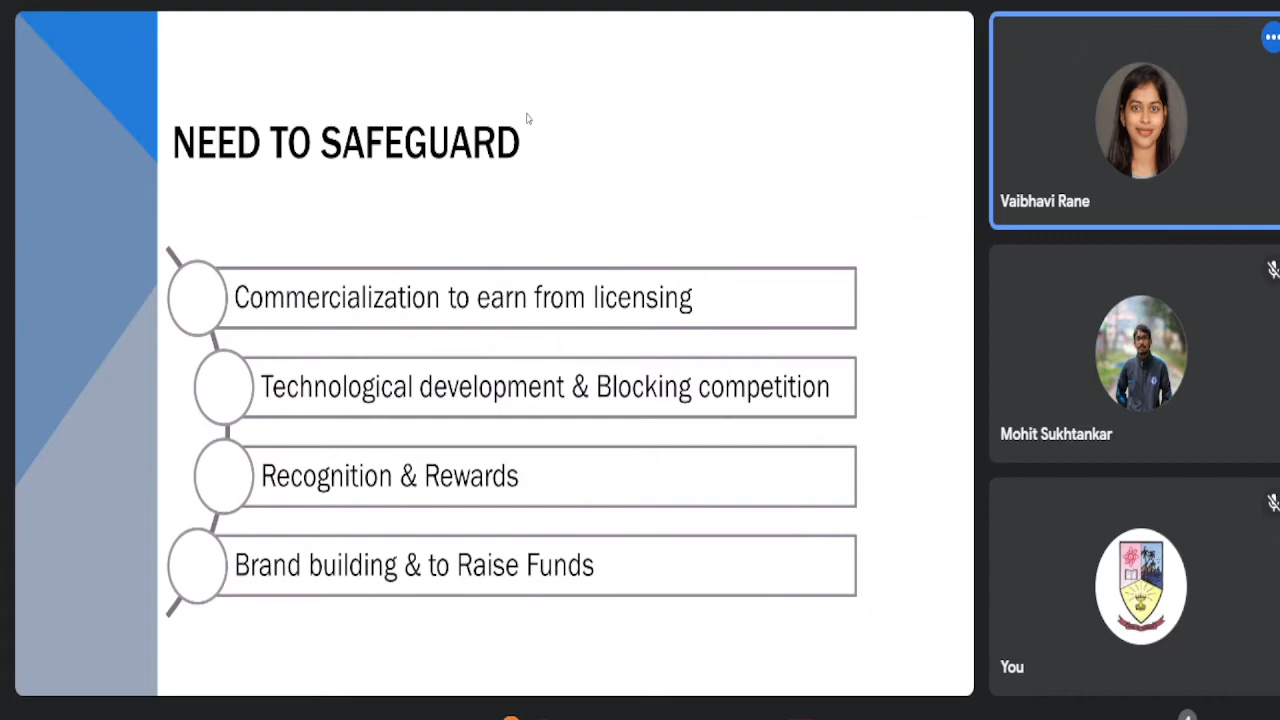 NEED TO SAFEGUARD
Commercialization to earn from licensing
Technological development & Blocking competition
Recognition & Rewards
Brand building & to Raise Funds
Vaibhavi Rane
Mohit Sukhtankar
You